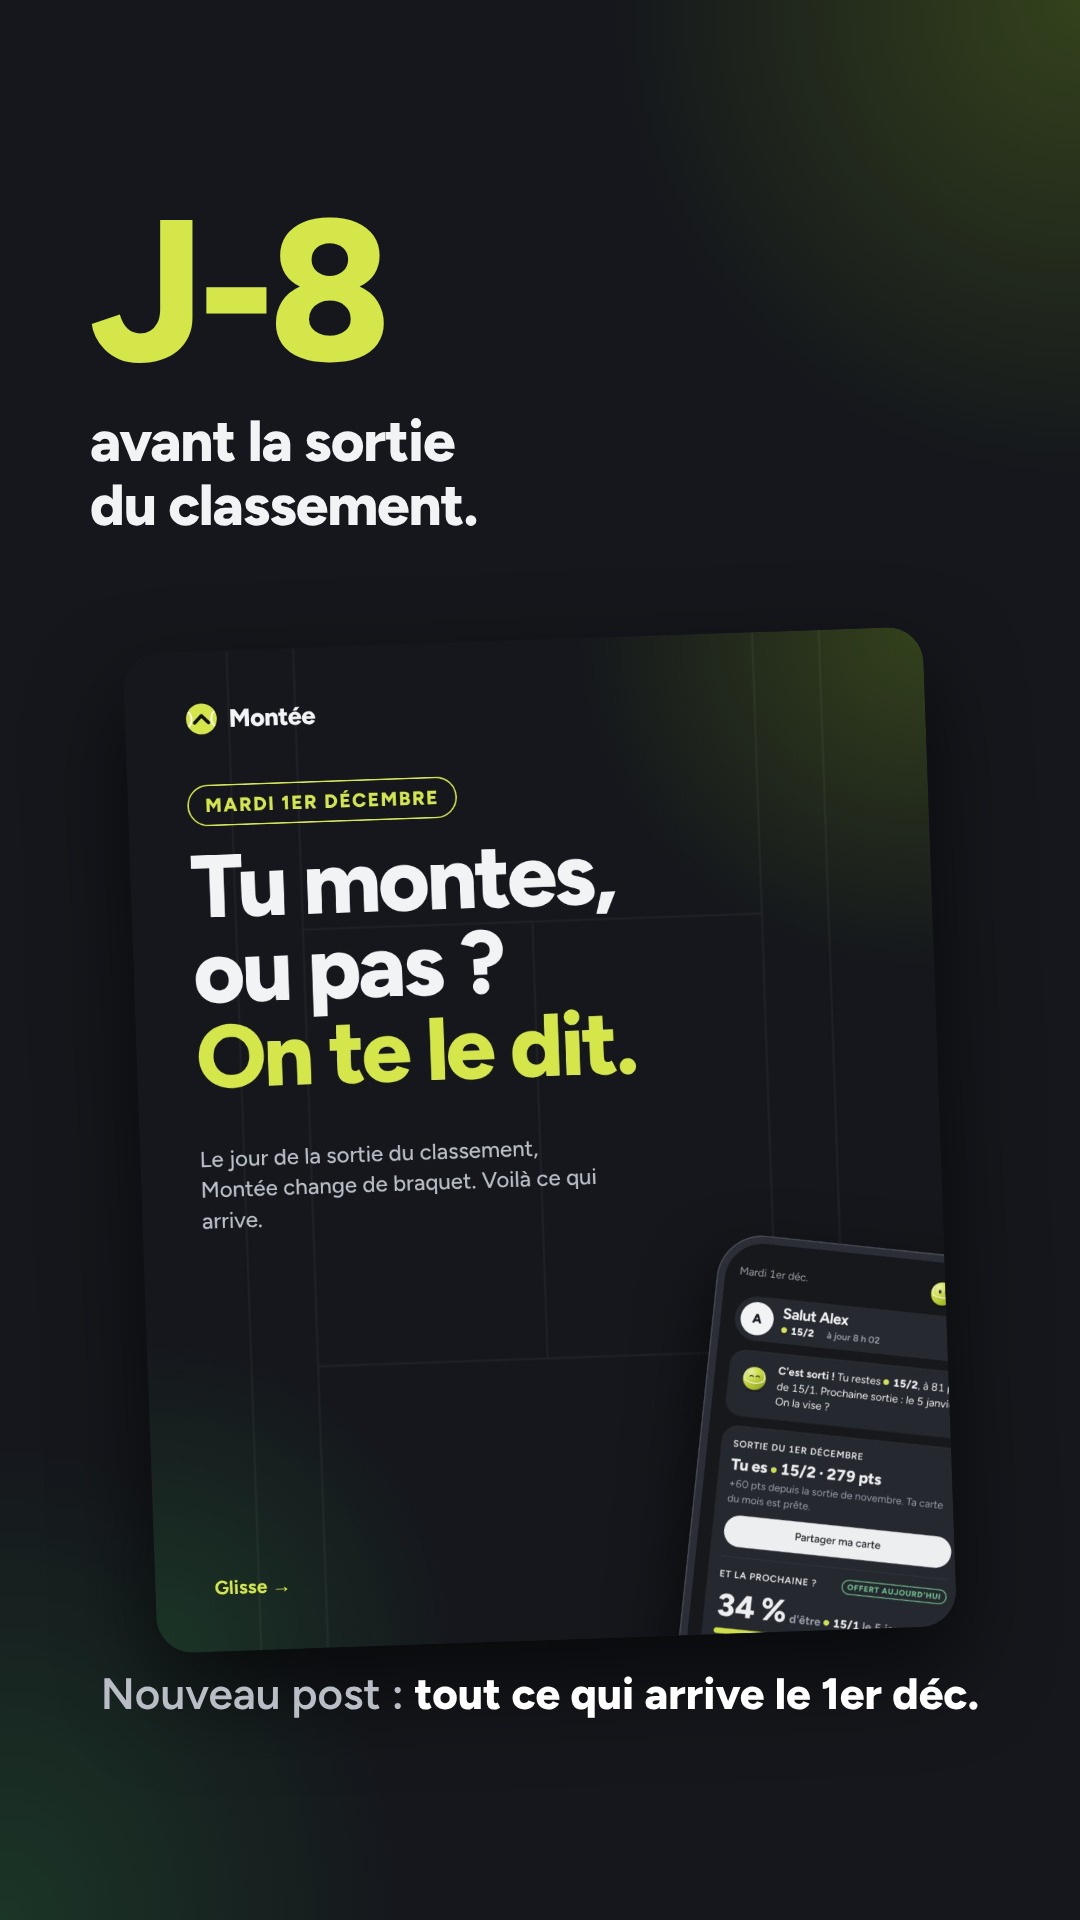 J-8
avant la sortie
du classement.
Montée
MARDI 1ER DÉCEMBRE
Tu montes,
ou pas ?
On te le dit.
Le jour de la sortie du classement,
Montée change de braquet. Voilà ce qui
arrive.
Mardi 1er déc.
A
Salut Alex
15/2 à jour 8 h 02
C'est sorti ! Tu restes 15/2, à 81
de 15/1. Prochaine sortie : le 5
On la vise ?
SORTIE DU 1ER DÉCEMBRE
Tu es 15/2 · 279 pts
+60 pts depuis la sortie de novembre. Ta carte
du mois est prête.
Partager ma carte
ET LA PROCHAINE ?
OFFERT AUJOURD'HUI
34 % d'être 15/1 le 5
Glisse →
Nouveau post : tout ce qui arrive le 1er déc.